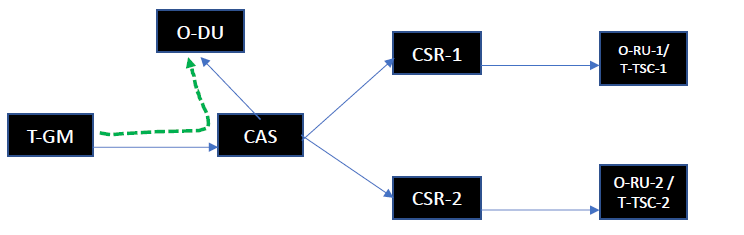 O-DU
CSR-1
O-RU-1/
T-TSC-1
T-GM
CAS
CSR-2
O-RU-2 /
T-TSC-2